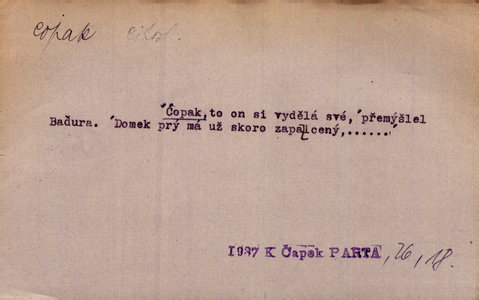 čopak
'Čopak, to on si vydělá své, 'přemýšlel
Baďura. 'Domek prý má už skoro zapalcený,......'
1937 K Čapek PARTA, 26, 18.